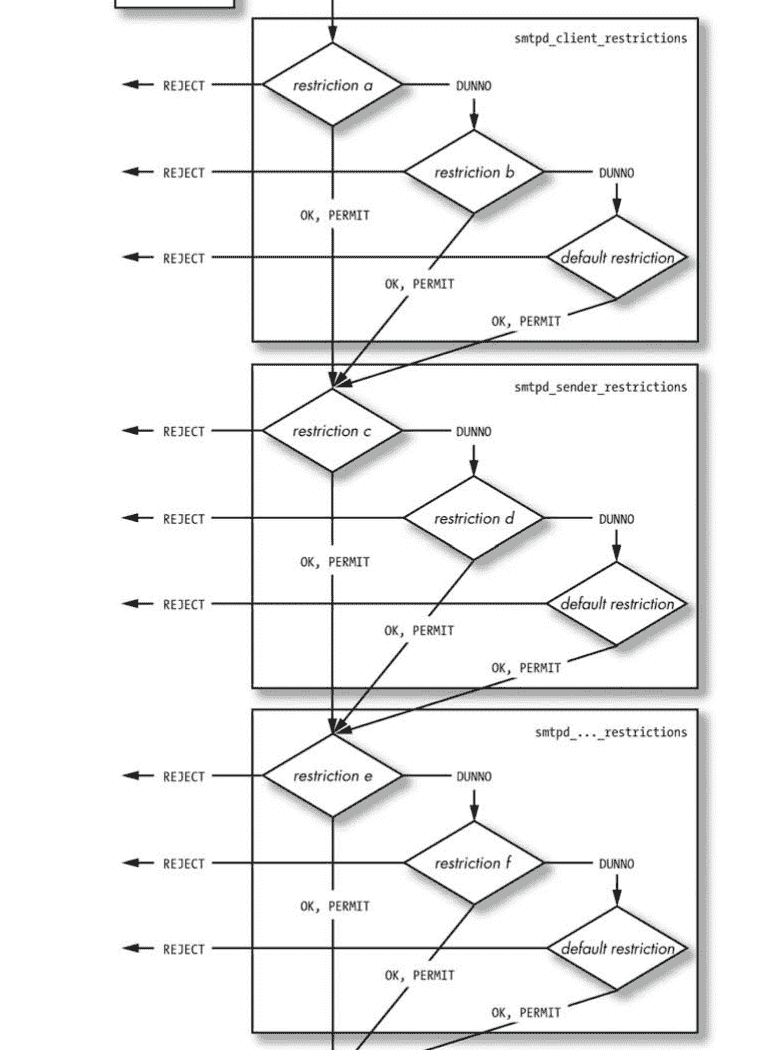 smtpd_client_restrictions
restriction a
REJECT
DUNNO
restriction b
REJECT
DUNNO
OK, PERMIT
default restriction
REJECT
OK, PERMIT
OK, PERMIT
smtpd_sender_restrictions
restriction c
REJECT
DUNNO
restriction d
REJECT
DUNNO
OK, PERMIT
default restriction
REJECT
OK, PERMIT
OK, PERMIT
smtpd_..._restrictions
restriction e
REJECT
DUNNO
restriction f
REJECT
DUNNO
OK, PERMIT
default restriction
REJECT
OK, PERMIT
OK, PERMIT